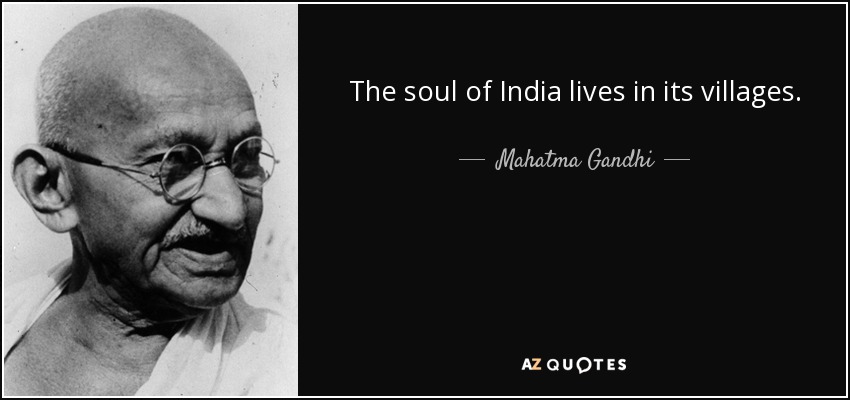 The soul of India lives in its villages.
Mahatma Gandhi
AZ QUOTES